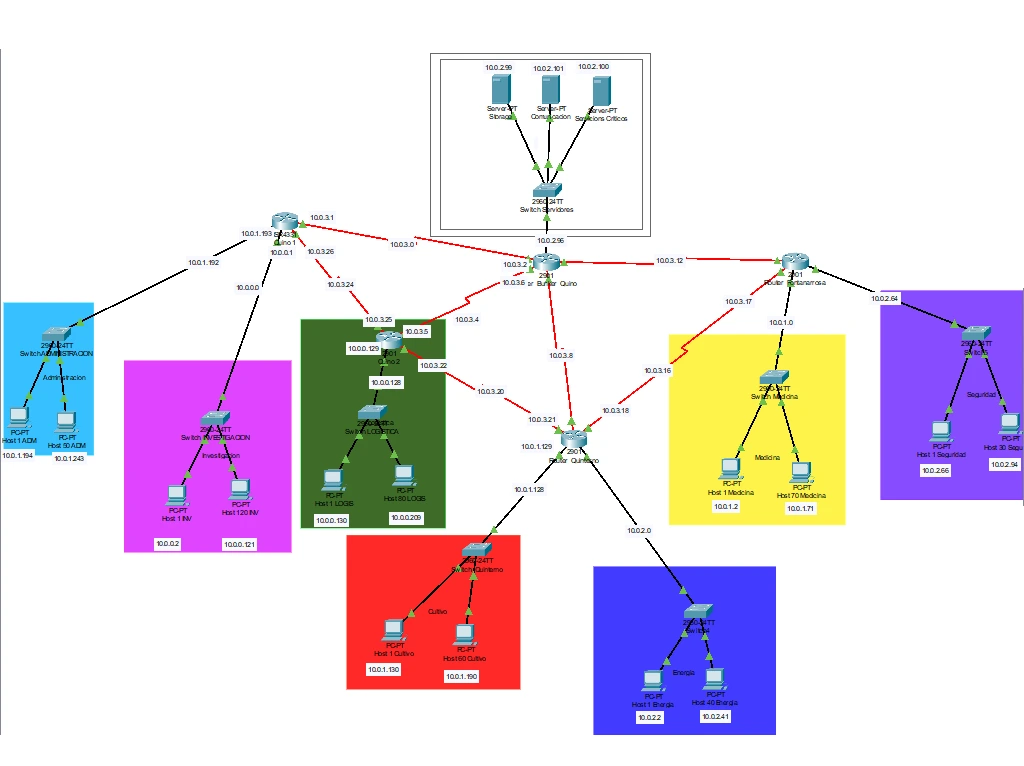 10.0.2.99
10.0.2.101
10.0.2.100
Server-PT
Storage
Server-PT
Comunicacion
Server-PT
Servicions Criticos
2960-24TT
Switch Servidores
10.0.2.96
10.0.3.1
10.0.1.193
Quino 1
10.0.0.1
10.0.3.26
10.0.3.0
10.0.1.192
10.0.3.2
10.0.3.6
2901
Bunker Quino
10.0.3.12
2901
Router Fontanarrosa
10.0.3.24
10.0.0.0
10.0.3.17
10.0.2.64
10.0.3.25
10.0.3.5
10.0.3.4
10.0.1.0
10.0.0.129
2901
Quino 2
10.0.3.22
10.0.3.8
10.0.3.16
2960-24TT
Switch ADMINISTRACION
Administracion
PC-PT
Host 1 ADM
PC-PT
Host 50 ADM
10.0.1.194
10.0.1.243
10.0.0.128
10.0.3.20
10.0.3.21
10.0.3.18
2960-24TT
Switch INVESTIGACION
Investigacion
PC-PT
Host 1 INV
PC-PT
Host 120 INV
10.0.0.2
10.0.0.121
Switch LOGISTICA
PC-PT
Host 1 LOGIS
PC-PT
Host 80 LOGIS
10.0.0.130
10.0.0.209
10.0.1.129
2901
Router Quinterno
10.0.1.128
10.0.2.0
2960-24TT
Switch Medicina
Medicina
PC-PT
Host 1 Medicina
PC-PT
Host 70 Medicina
10.0.1.2
10.0.1.71
2960-24TT
Seguridad
PC-PT
Host 1 Seguridad
PC-PT
Host 30 Segu
10.0.2.66
10.0.2.94
2960-24TT
Switch Quinterno
Cultivo
PC-PT
Host 1 Cultivo
PC-PT
Host 60 Cultivo
10.0.1.130
10.0.1.190
2960-24TT
Energia
PC-PT
Host 1 Energia
PC-PT
Host 40 Energia
10.0.2.2
10.0.2.41